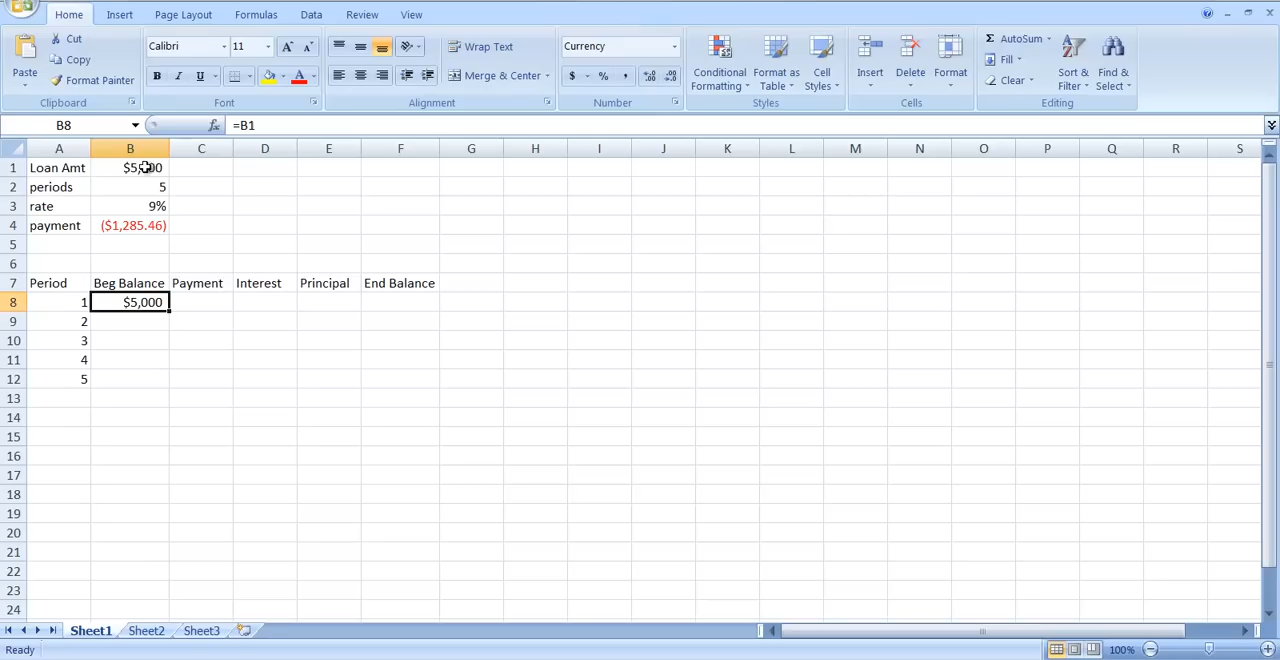 Home Insert Page Layout Formulas Data Review View
Cut Calibri 11 A A Wrap Text Currency AutoSum
Copy Fill
Paste Format Painter B I U A Merge & Center $ % , Conditional Formatting Format as Table Cell Styles Insert Delete Format Clear Sort & Filter Find & Select
Clipboard Font Alignment Number Styles Cells Editing
B8 fx =B1
A B C D E F G H I J K L M N O P Q R S
1 Loan Amt
2 periods 5
3 rate 9%
4 payment ($1,285.46)
5
6
7 Period Beg Balance Payment Interest Principal End Balance
8 1 $5,000
9 2
10 3
11 4
12 5
13
14
15
16
17
18
19
20
21
22
23
24
Sheet1 Sheet2 Sheet3
Ready 100%